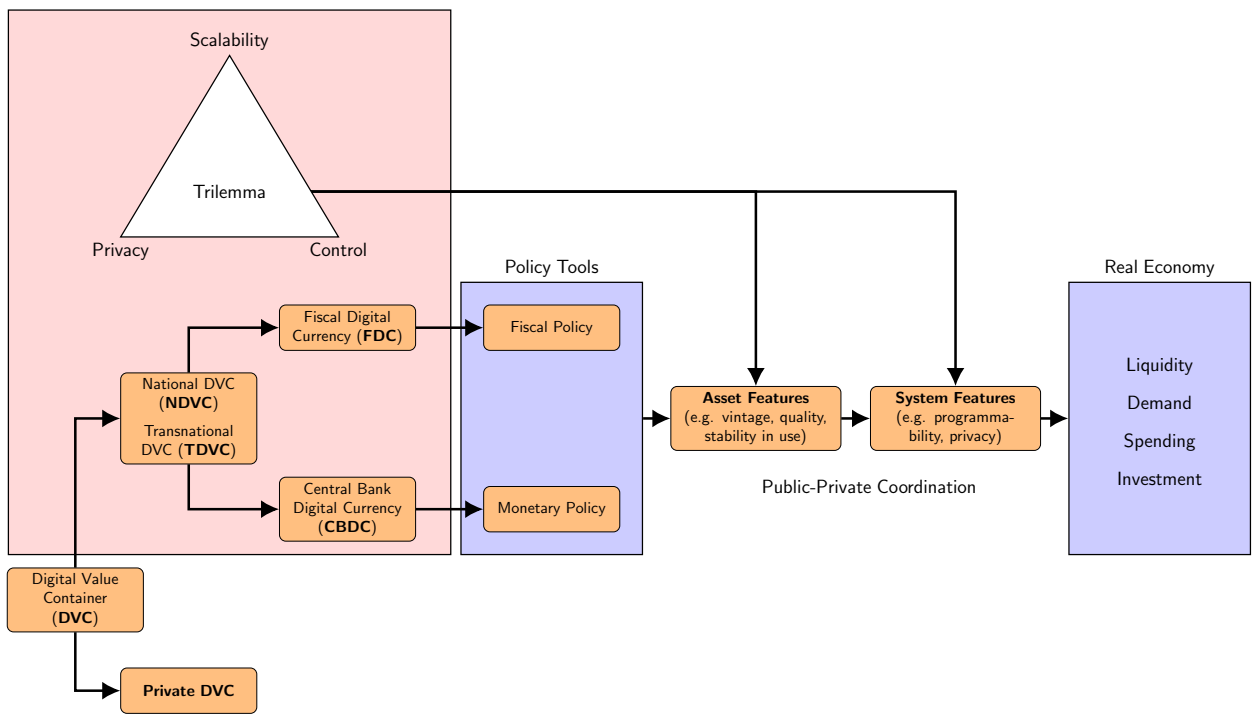 Scalability
Trilemma
Privacy
Control
Policy Tools
Real Economy
Fiscal Digital
Currency (FDC)
Fiscal Policy
National DVC
(NDVC)
Transnational
DVC (TDVC)
Asset Features
(e.g. vintage, quality,
stability in use)
System Features
(e.g. programma-
bility, privacy)
Liquidity
Demand
Spending
Investment
Central Bank
Digital Currency
(CBDC)
Monetary Policy
Public-Private Coordination
Digital Value
Container
(DVC)
Private DVC